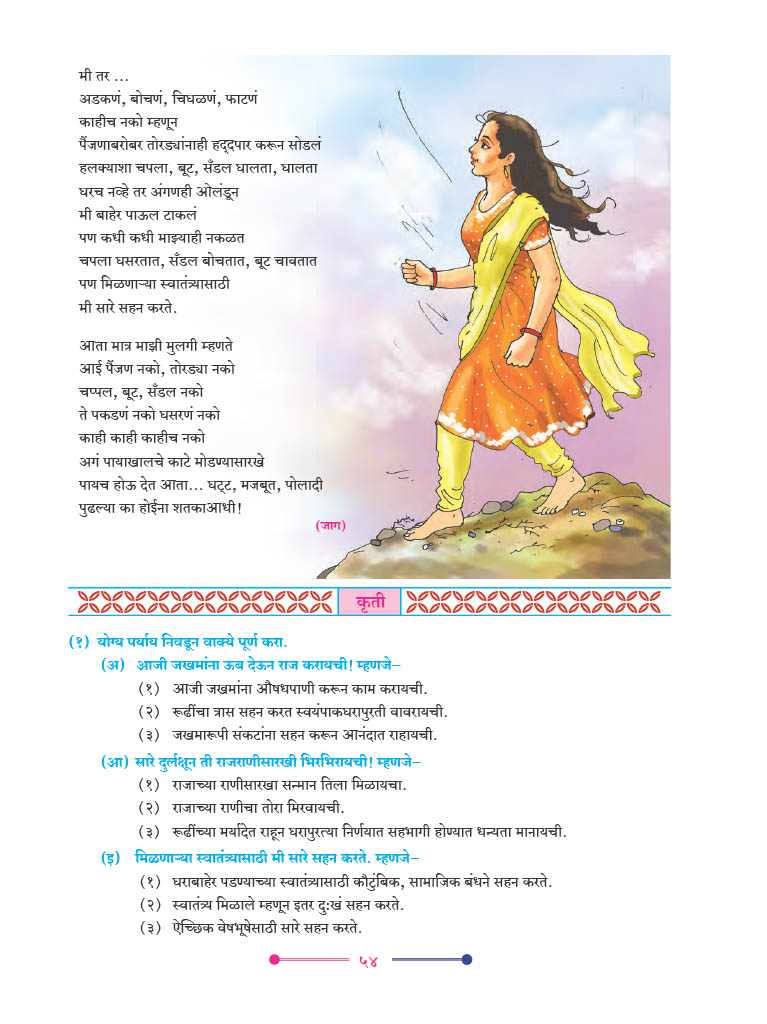 मी तर ...
अडकणं, बोचणं, चिघळणं, फाटणं
काहीच नको म्हणून
पैंजणाबरोबर तोरड्यांनाही हद्दपार करून सोडलं
हलक्याशा चपला, बूट, सँडल घालता, घालता
घरच नव्हे तर अंगणही ओलंडून
मी बाहेर पाऊल टाकलं
पण कधी कधी माझ्याही नकळत
चपला घसरतात, सँडल बोचतात, बूट चावतात
पण मिळणाऱ्या स्वातंत्र्यासाठी
मी सारे सहन करते.
आता मात्र माझी मुलगी म्हणते
आई पैंजण नको, तोरड्या नको
चप्पल, बूट, सँडल नको
ते पकडणं नको घसरणं नको
काही काही काहीच नको
अगं पायाखालचे काटे मोडण्यासारखे
पायच होऊ देत आता... घट्ट, मजबूत, पोलादी
पुढल्या का होईना शतकाआधी!
(जाग)
कृती
(१) योग्य पर्याय निवडून वाक्ये पूर्ण करा.
(अ) आजी जखमांना ऊब देऊन राज करायची! म्हणजे–
(१) आजी जखमांना औषधपाणी करून काम करायची.
(२) रूढींचा त्रास सहन करत स्वयंपाकघरापुरती वावरायची.
(३) जखमारूपी संकटांना सहन करून आनंदात राहायची.
(आ) सारे दुर्लक्षून ती राजराणीसारखी भिरभिरायची! म्हणजे–
(१) राजाच्या राणीसारखा सन्मान तिला मिळायचा.
(२) राजाच्या राणीचा तोरा मिरवायची.
(३) रूढींच्या मर्यादेत राहून घरापुरत्या निर्णयात सहभागी होण्यात धन्यता मानायची.
(इ) मिळणाऱ्या स्वातंत्र्यासाठी मी सारे सहन करते. म्हणजे–
(१) घराबाहेर पडण्याच्या स्वातंत्र्यासाठी कौटुंबिक, सामाजिक बंधने सहन करते.
(२) स्वातंत्र्य मिळाले म्हणून इतर दुःखं सहन करते.
(३) ऐच्छिक वेषभूषेसाठी सारे सहन करते.
५४